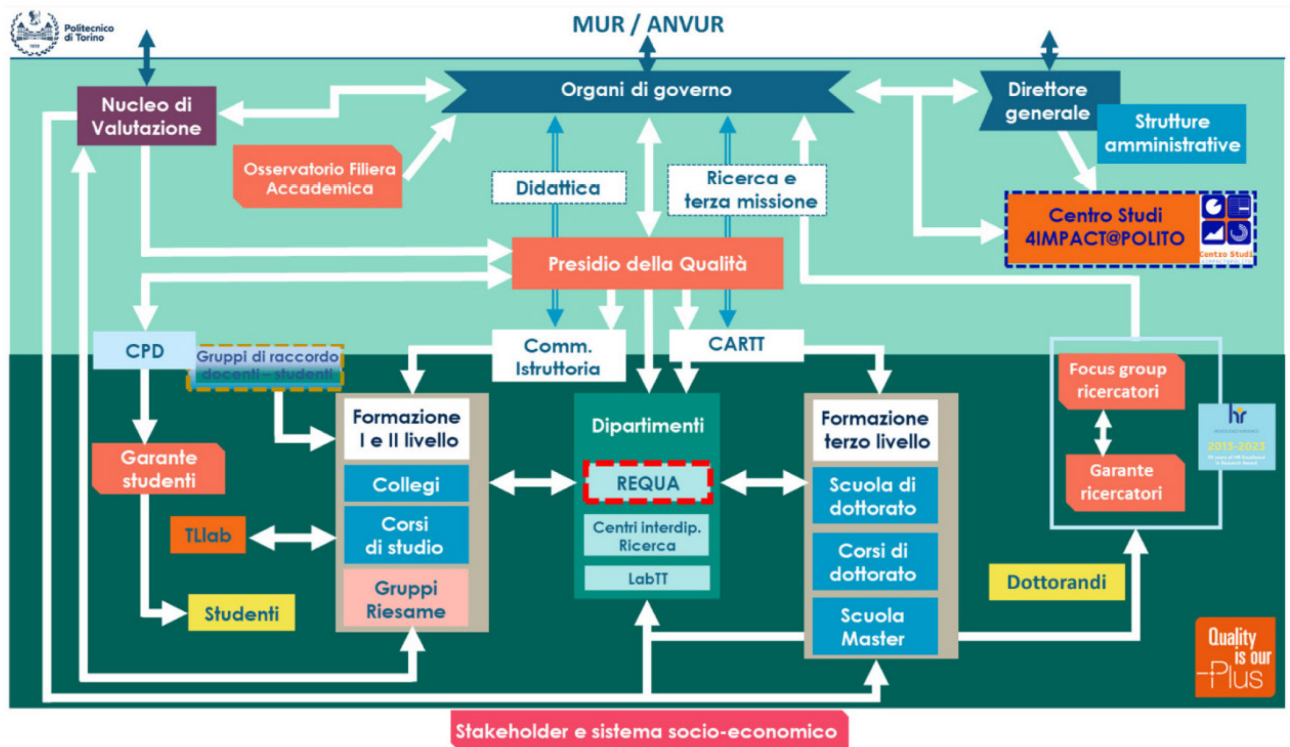 Politecnico
di Torino
MUR / ANVUR
Nucleo di
Valutazione
Organi di governo
Direttore
generale
Strutture
amministrative
Osservatorio Filiera
Accademica
Didattica
Ricerca e
terza missione
Centro Studi
4IMPACT@POLITO
Centro Studi
Presidio della Qualità
CPD
Gruppi di raccordo
docenti – studenti
Comm.
Istruttoria
CARTT
Focus group
ricercatori
Garante
ricercatori
hr
2013-2023
Formazione
I e II livello
Collegi
Corsi
di studio
Gruppi
Riesame
Dipartimenti
REQUA
Centri interdip.
Ricerca
LabTT
Formazione
terzo livello
Scuola di
dottorato
Corsi di
dottorato
Scuola
Master
Garante
studenti
TLlab
Studenti
Dottorandi
Quality
is our
Plus
Stakeholder e sistema socio-economico